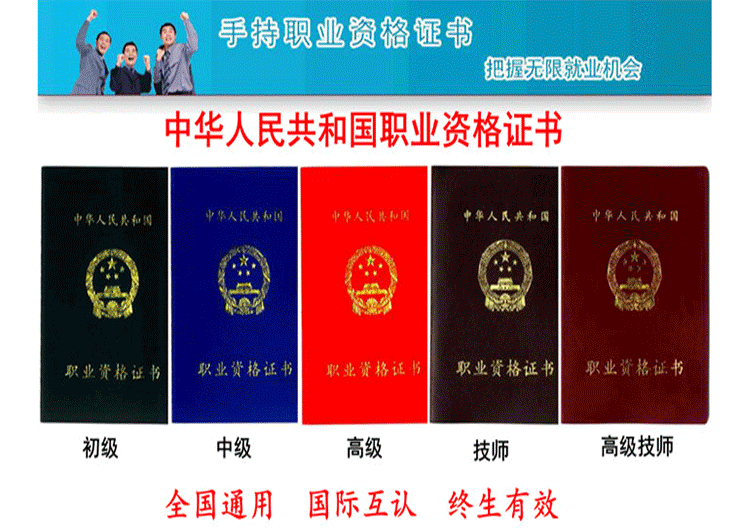 手持职业资格证书
把握无限就业机会
中华人民共和国职业资格证书
中华人民共和国 中华人民共和国 中华人民共和国 中华人民共和国 中华人民共和国
职业资格证书 职业资格证书 职业资格证书 职业资格证书 职业资格证书
初级 中级 高级 技师 高级技师
全国通用 国际互认 终生有效